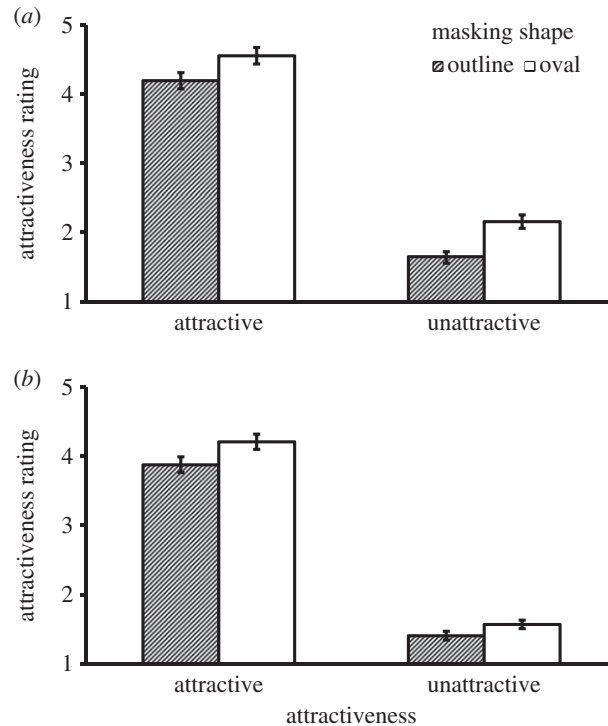 (a)
masking shape
outline oval
attractiveness rating
5
4
3
2
1
attractive unattractive
(b)
attractiveness rating
5
4
3
2
1
attractive unattractive
attractiveness